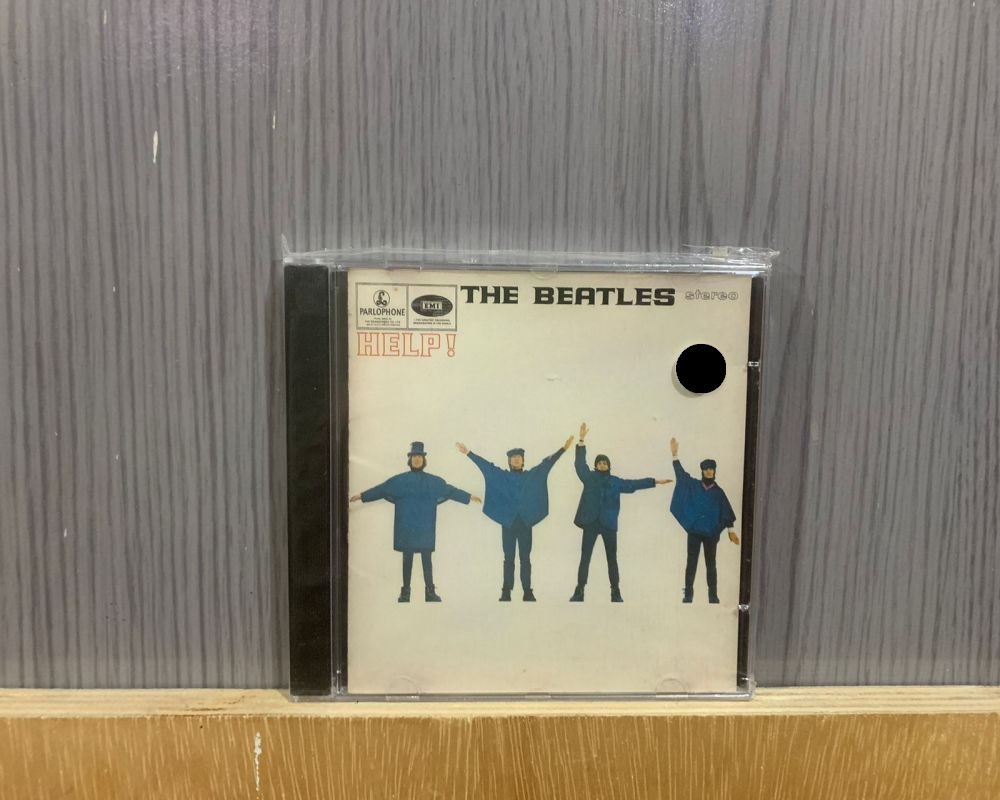 THE BEATLES stereo
PARLOPHONE
EMI
HELP!